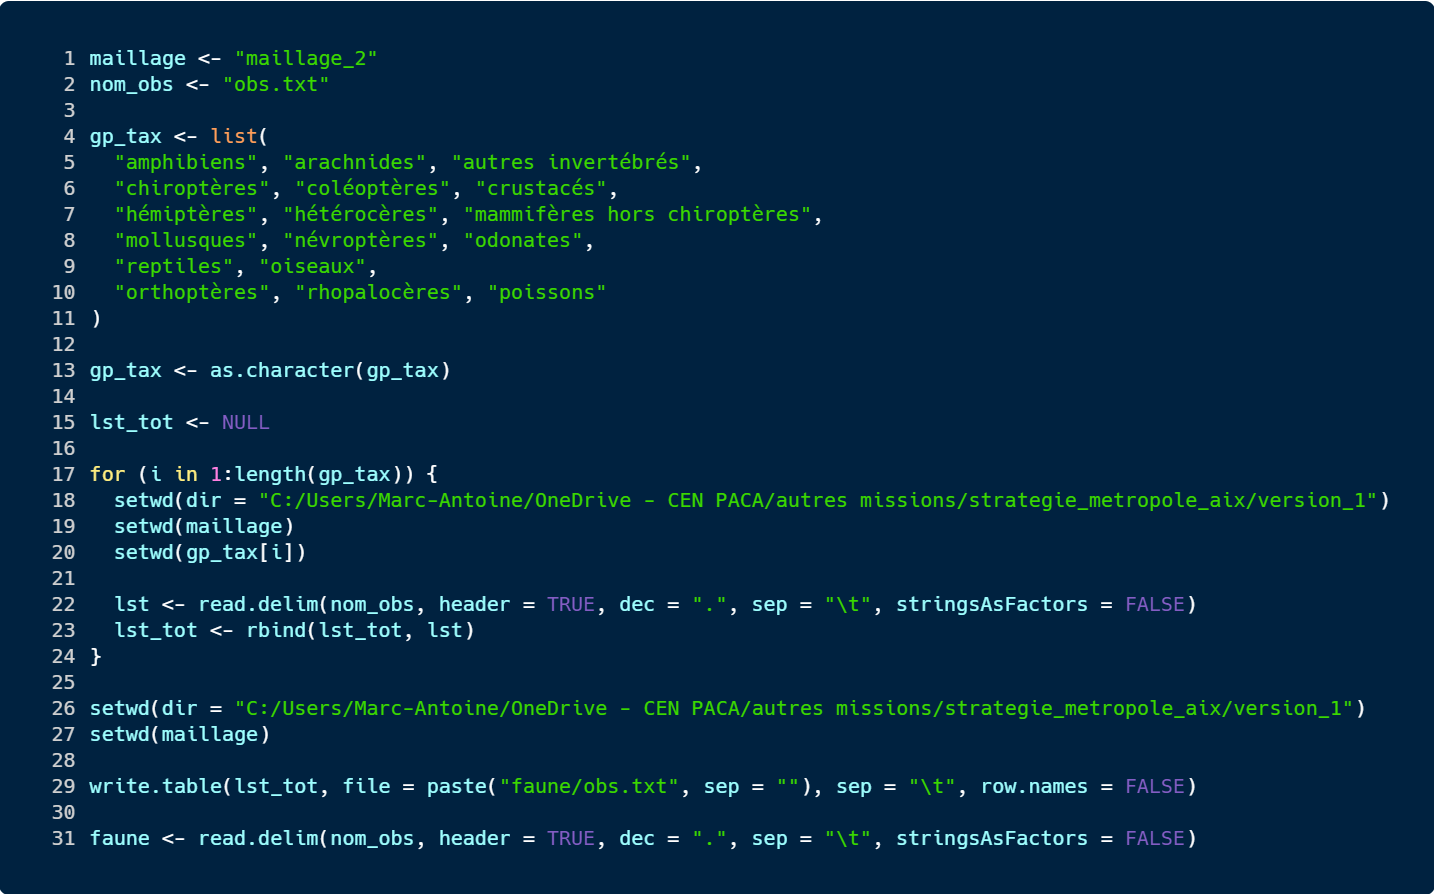 1 maillage <- "maillage_2"
2 nom_obs <- "obs.txt"
3
4 gp_tax <- list(
5   "amphibiens", "arachnides", "autres invertébrés",
6   "chiroptères", "coléoptères", "crustacés",
7   "hémiptères", "hétérocères", "mammifères hors chiroptères",
8   "mollusques", "névroptères", "odonates",
9   "reptiles", "oiseaux",
10   "orthoptères", "rhopalocères", "poissons"
11 )
12
13 gp_tax <- as.character(gp_tax)
14
15 lst_tot <- NULL
16
17 for (i in 1:length(gp_tax)) {
18   setwd(dir = "C:/Users/Marc-Antoine/OneDrive - CEN PACA/autres missions/strategie_metropole_aix/version_1")
19   setwd(maillage)
20   setwd(gp_tax[i])
21
22   lst <- read.delim(nom_obs, header = TRUE, dec = ".", sep = "\t", stringsAsFactors = FALSE)
23   lst_tot <- rbind(lst_tot, lst)
24 }
25
26 setwd(dir = "C:/Users/Marc-Antoine/OneDrive - CEN PACA/autres missions/strategie_metropole_aix/version_1")
27 setwd(maillage)
28
29 write.table(lst_tot, file = paste("faune/obs.txt", sep = ""), sep = "\t", row.names = FALSE)
30
31 faune <- read.delim(nom_obs, header = TRUE, dec = ".", sep = "\t", stringsAsFactors = FALSE)